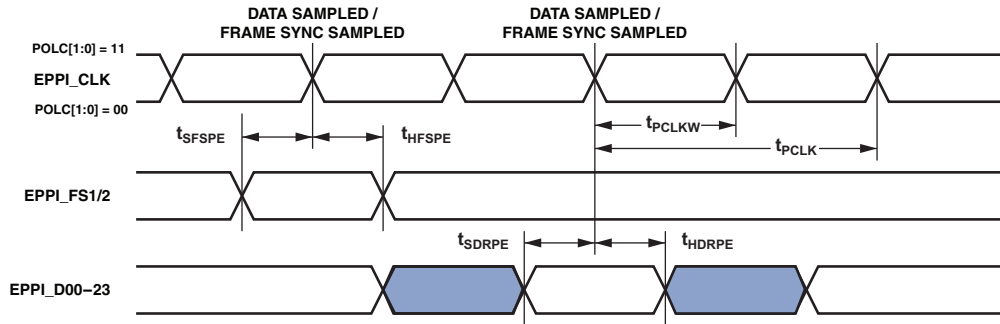 DATA SAMPLED /
FRAME SYNC SAMPLED
DATA SAMPLED /
FRAME SYNC SAMPLED
POLC[1:0] = 11
EPPI_CLK
POLC[1:0] = 00
tSFSPE
tHFSPE
tPCLKW
tPCLK
EPPI_FS1/2
tSDRPE
tHDRPE
EPPI_D00–23